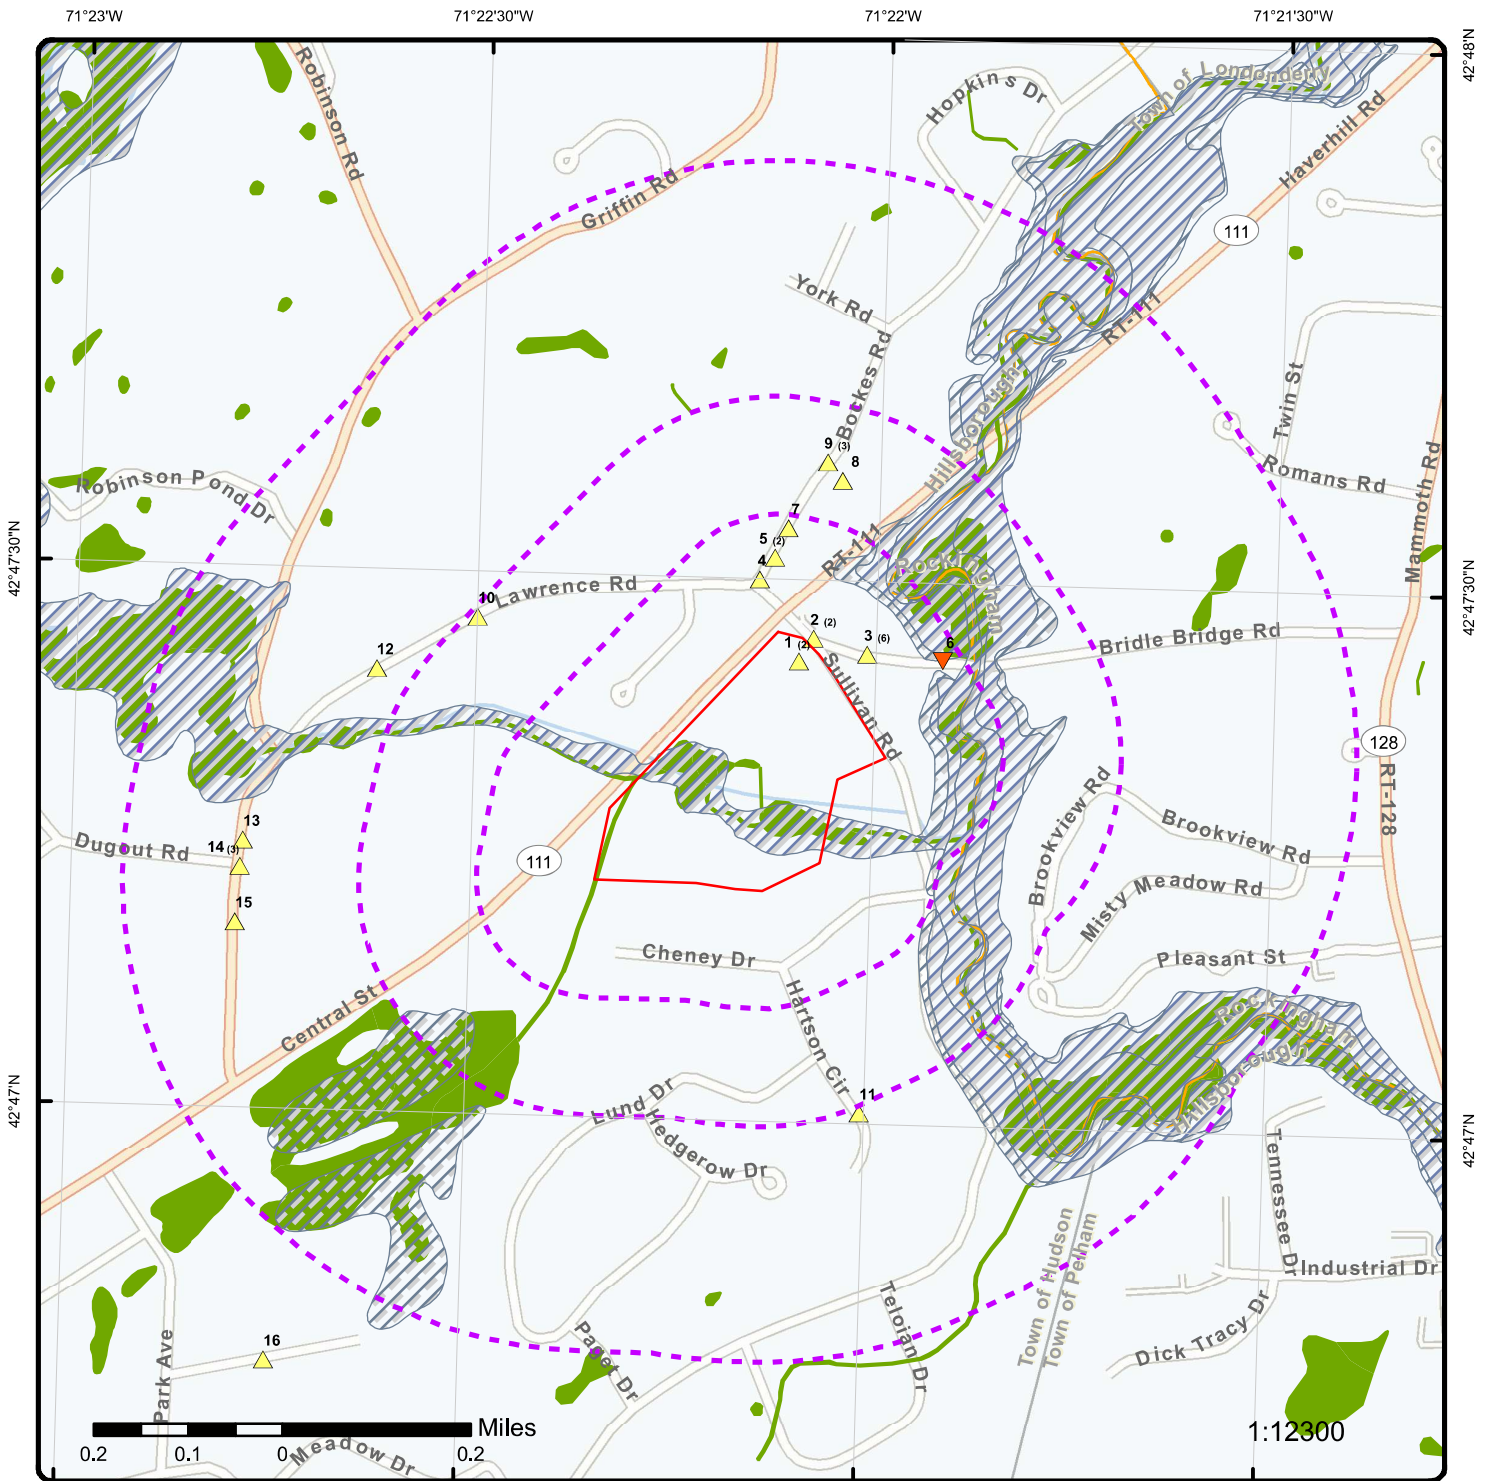 71°23'W
71°22'30"W
71°22'W
71°21'30"W
42°48'N
Robinson Rd
Hopkins Dr
Town of Londonderry
Haverhill Rd
Griffin Rd
111
York Rd
RT-111
Bockes Rd
Twin St
Hillsborough
9 (3)
8
Mammoth Rd
Robinson Pond Dr
Romans Rd
7
5 (2)
RT-111
4
Rockingham
42°47'30"N
42°47'30"N
10
Lawrence Rd
2 (2)
1 (2)
3 (6)
6
Bridle Bridge Rd
12
Sullivan Rd
128
RT-128
Brookview Rd
13
Dugout Rd
14 (3)
Brookview Rd
111
Misty Meadow Rd
15
Cheney Dr
Pleasant St
Hartson Cir
Central St
Rockingham
Hillsborough
42°47'N
42°47'N
11
Lund Dr
Hedgerow Dr
Tennessee Dr
Town of Hudson
Town of Pelham
Industrial Dr
Teloian Dr
Paget Dr
Dick Tracy Dr
16
Park Ave
Meadow Dr
Miles
0.2
0.1
0
0.2
1:12300